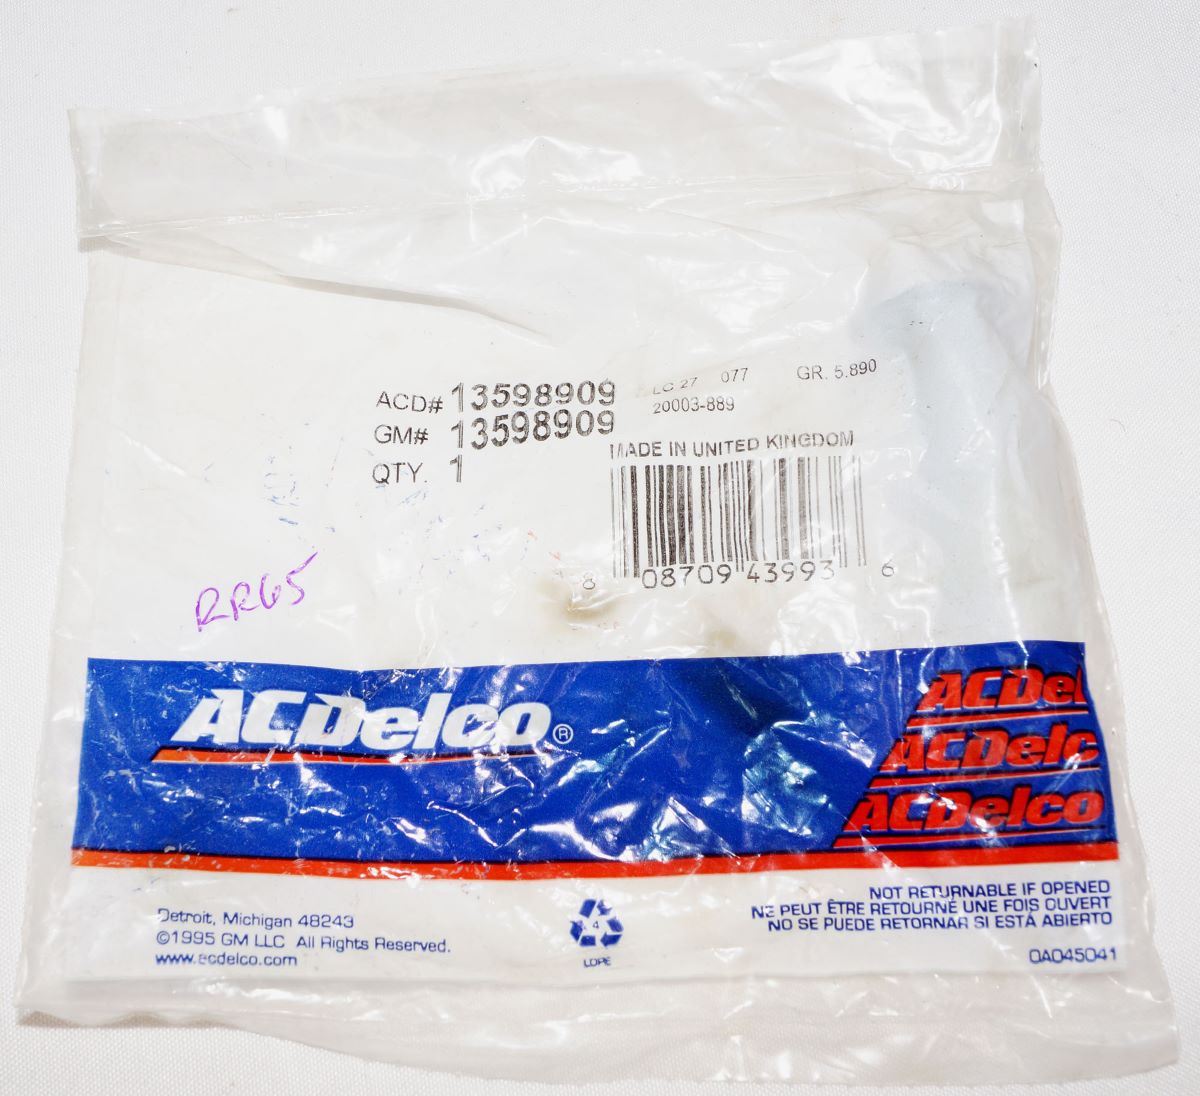 ACD# 13598909
GM# 13598909
QTY. 1
LC 27 077 GR. 5.890
20003-889
MADE IN UNITED KINGDOM
8 08709 43993 6
RR65
ACDelco®
ACDel
ACDelc
ACDelco
Detroit, Michigan 48243
©1995 GM LLC All Rights Reserved.
www.acdelco.com
4
LDPE
NOT RETURNABLE IF OPENED
NE PEUT ÊTRE RETOURNÉ UNE FOIS OUVERT
NO SE PUEDE RETORNAR SI ESTÁ ABIERTO
0A045041